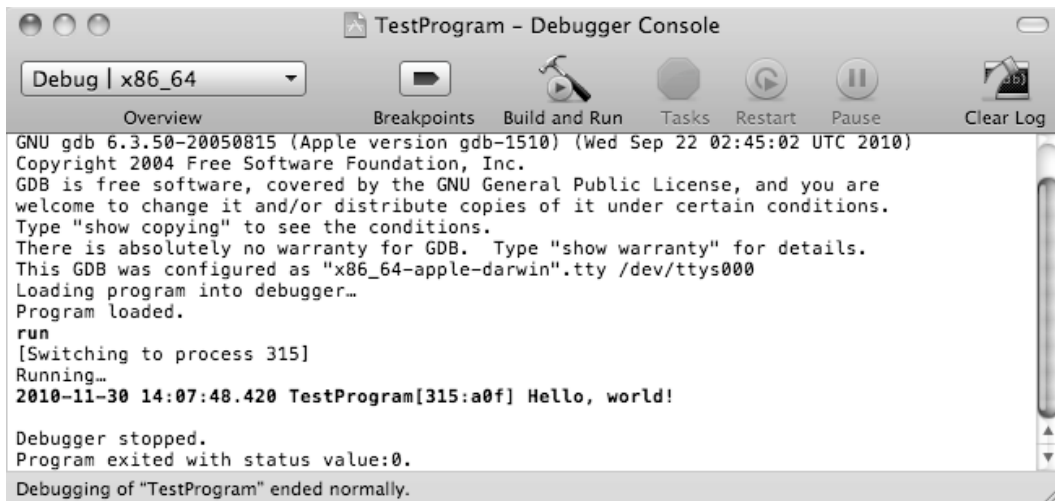 TestProgram – Debugger Console
Debug | x86_64
Overview
Breakpoints
Build and Run
Tasks
Restart
Pause
Clear Log
GNU gdb 6.3.50-20050815 (Apple version gdb-1510) (Wed Sep 22 02:45:02 UTC 2010)
Copyright 2004 Free Software Foundation, Inc.
GDB is free software, covered by the GNU General Public License, and you are
welcome to change it and/or distribute copies of it under certain conditions.
Type "show copying" to see the conditions.
There is absolutely no warranty for GDB.  Type "show warranty" for details.
This GDB was configured as "x86_64-apple-darwin".tty /dev/ttys000
Loading program into debugger…
Program loaded.
run
[Switching to process 315]
Running…
2010-11-30 14:07:48.420 TestProgram[315:a0f] Hello, world!
Debugger stopped.
Program exited with status value:0.
Debugging of “TestProgram” ended normally.